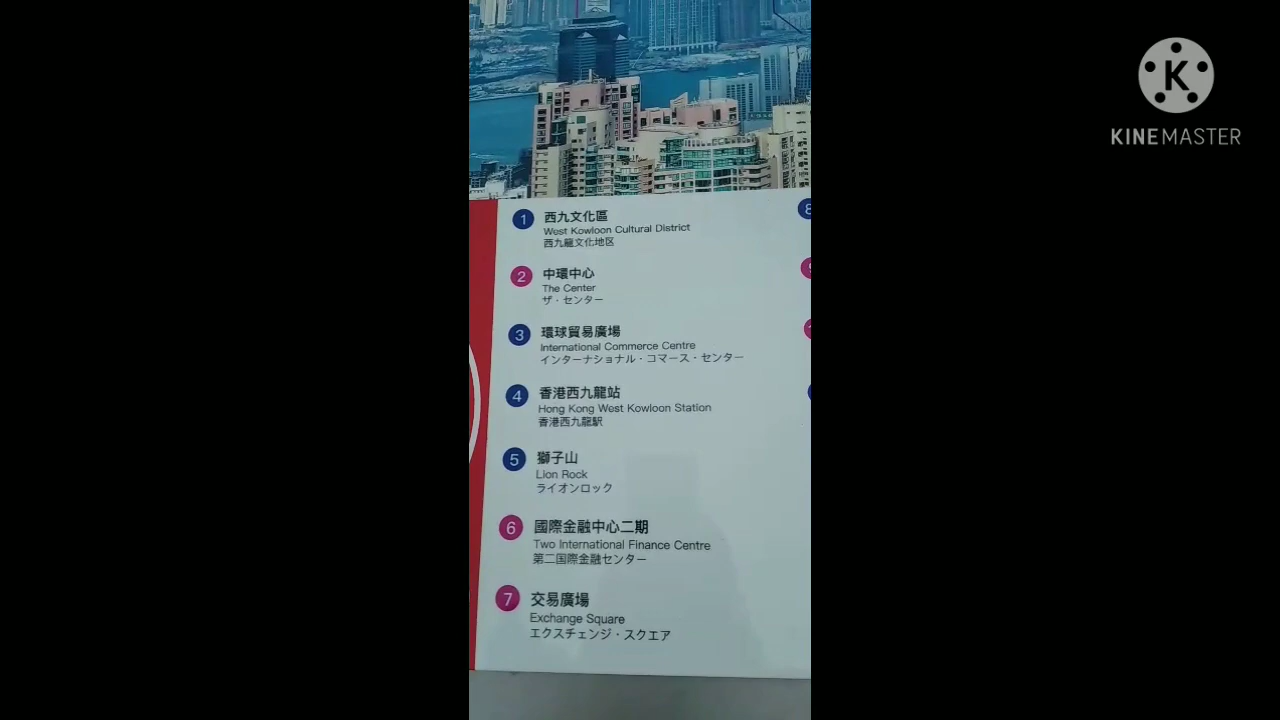 K
KINEMASTER
1
西九文化區
West Kowloon Cultural District
西九龍文化地区
2
中環中心
The Center
ザ・センター
3
環球貿易廣場
International Commerce Centre
インターナショナル・コマース・センター
4
香港西九龍站
Hong Kong West Kowloon Station
香港西九龍駅
5
獅子山
Lion Rock
ライオンロック
6
國際金融中心二期
Two International Finance Centre
第二国際金融センター
7
交易廣場
Exchange Square
エクスチェンジ・スクエア
8